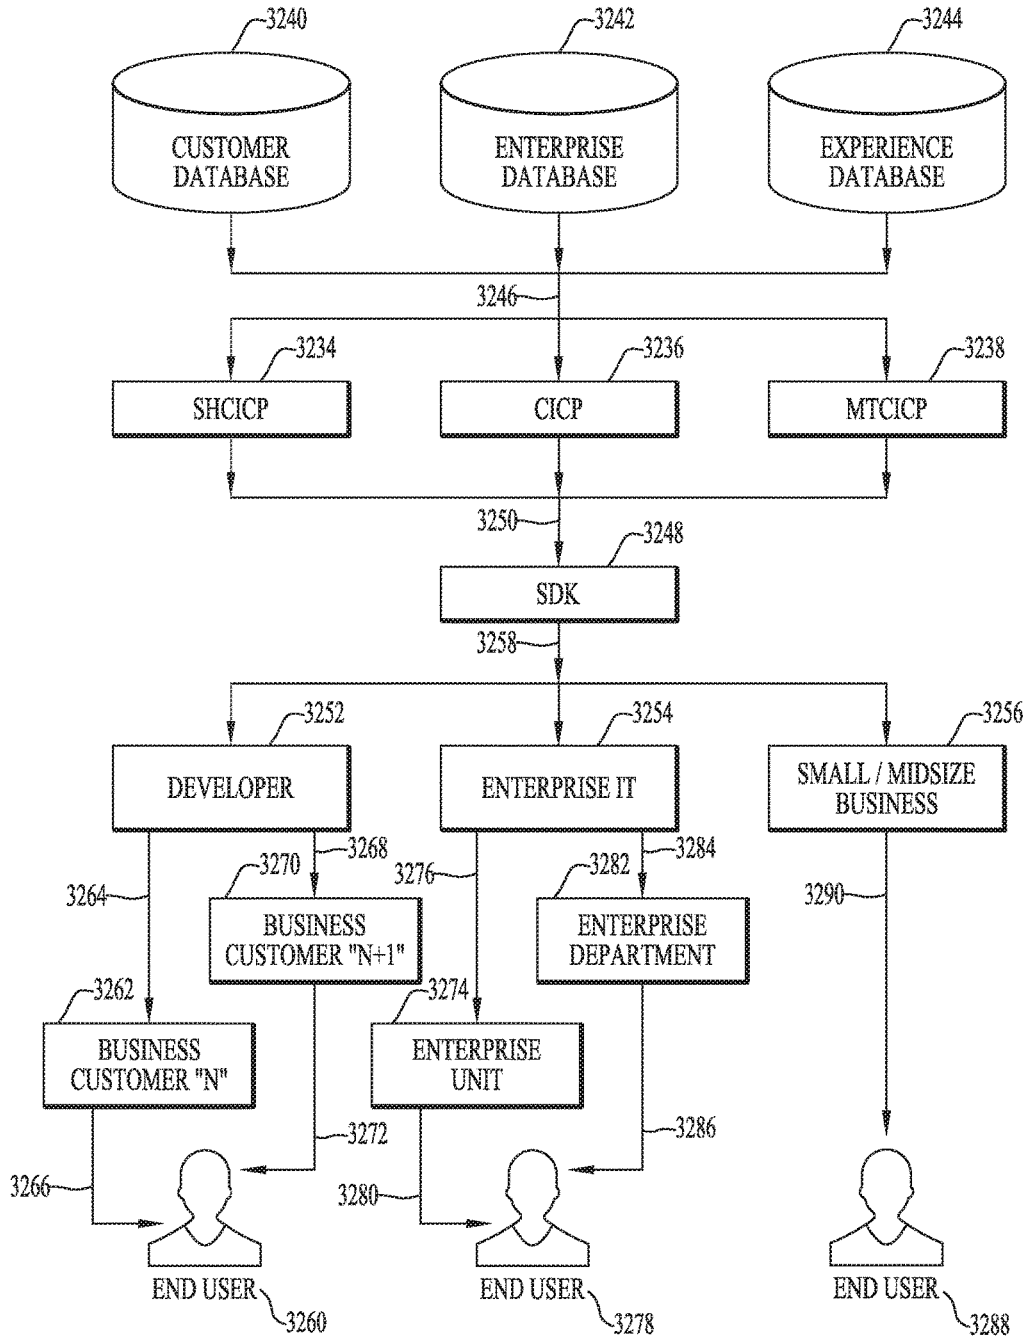 3240
3242
3244
CUSTOMER
DATABASE
ENTERPRISE
DATABASE
EXPERIENCE
DATABASE
3246
3234
3236
3238
SHCICP
CICP
MTCICP
3250
3248
SDK
3258
3252
3254
3256
DEVELOPER
ENTERPRISE IT
SMALL / MIDSIZE
BUSINESS
3264
3268
3270
3276
3284
3282
3290
BUSINESS
CUSTOMER "N+1"
ENTERPRISE
DEPARTMENT
3262
3274
BUSINESS
CUSTOMER "N"
ENTERPRISE
UNIT
3272
3286
3266
3280
END USER
3260
END USER
3278
END USER
3288